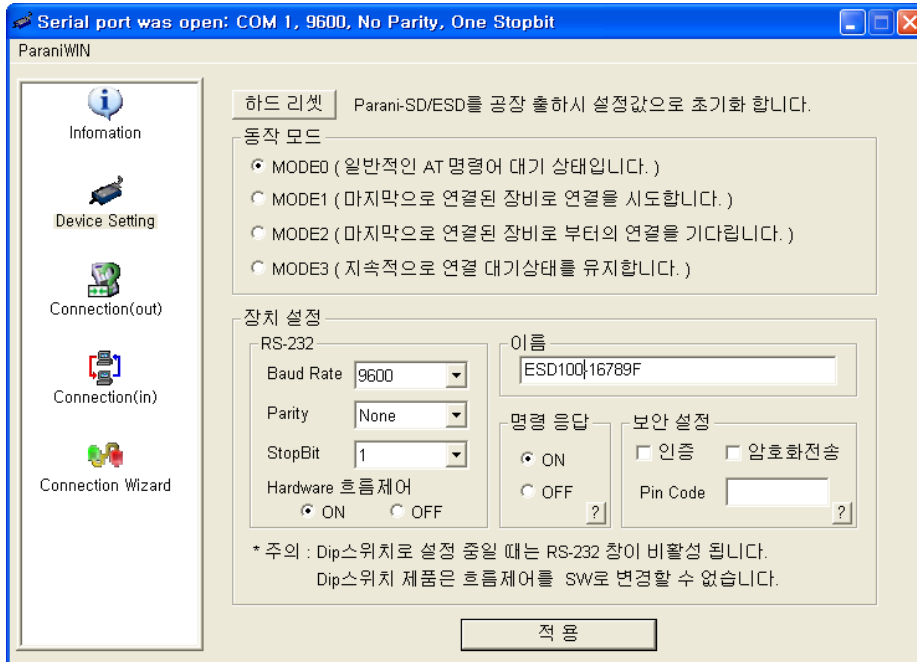 Serial port was open: COM 1, 9600, No Parity, One Stopbit
ParaniWIN
Infomation
Device Setting
Connection(out)
Connection(in)
Connection Wizard
하드 리셋 Parani-SD/ESD를 공장 출하시 설정값으로 초기화 합니다.
동작 모드
MODE0 ( 일반적인 AT 명령어 대기 상태입니다. )
MODE1 ( 마지막으로 연결된 장비로 연결을 시도합니다. )
MODE2 ( 마지막으로 연결된 장비로 부터의 연결을 기다립니다. )
MODE3 ( 지속적으로 연결 대기상태를 유지합니다. )
장치 설정
RS-232
Baud Rate 9600
Parity None
StopBit 1
Hardware 흐름제어
ON OFF
이름
ESD100-16789F
명령 응답
ON
OFF
?
보안 설정
인증 암호화전송
Pin Code
?
* 주의 : Dip스위치로 설정 중일 때는 RS-232 창이 비활성 됩니다.
Dip스위치 제품은 흐름제어를 SW로 변경할 수 없습니다.
적 용